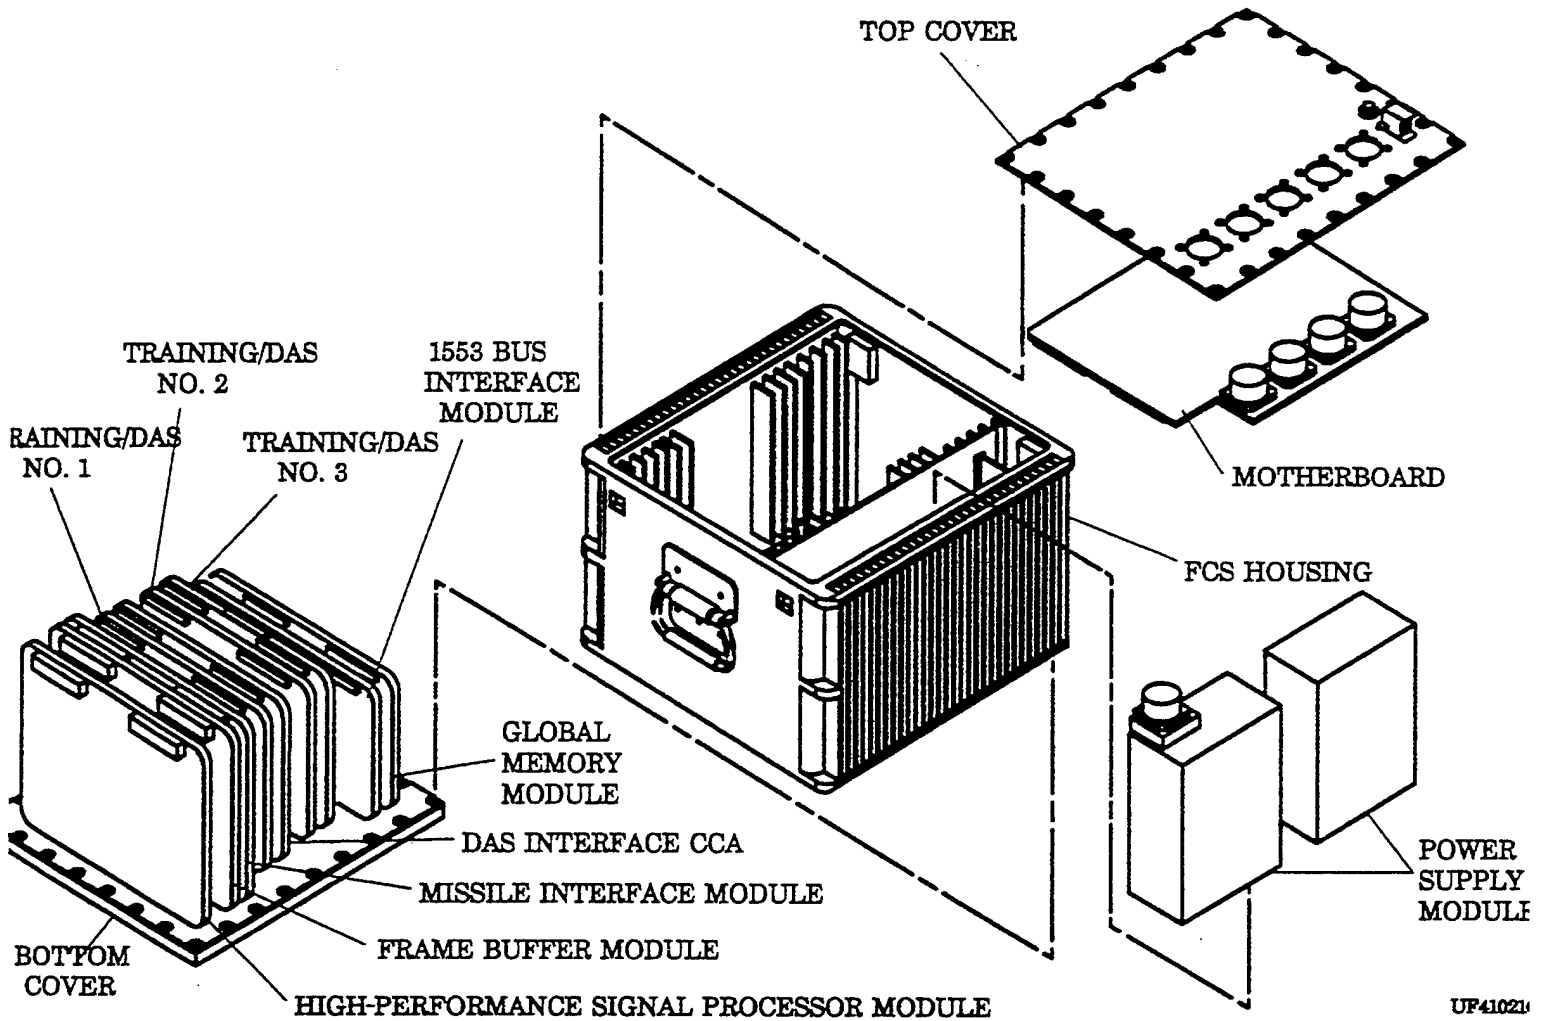 TOP COVER
TRAINING/DAS
NO. 2
1553 BUS
INTERFACE
MODULE
RAINING/DAS
NO. 1
TRAINING/DAS
NO. 3
MOTHERBOARD
FCS HOUSING
GLOBAL
MEMORY
MODULE
DAS INTERFACE CCA
MISSILE INTERFACE MODULE
POWER
SUPPLY
MODULE
FRAME BUFFER MODULE
BOTTOM
COVER
HIGH-PERFORMANCE SIGNAL PROCESSOR MODULE
UF41021